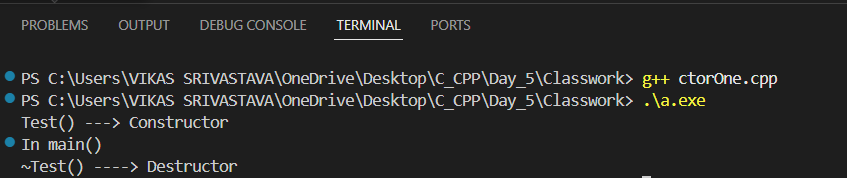 PROBLEMS OUTPUT DEBUG CONSOLE TERMINAL PORTS
PS C:\Users\VIKAS SRIVASTAVA\OneDrive\Desktop\C_CPP\Day_5\Classwork> g++ ctorOne.cpp
PS C:\Users\VIKAS SRIVASTAVA\OneDrive\Desktop\C_CPP\Day_5\Classwork> .\a.exe
Test() ---> Constructor
In main()
~Test() ----> Destructor